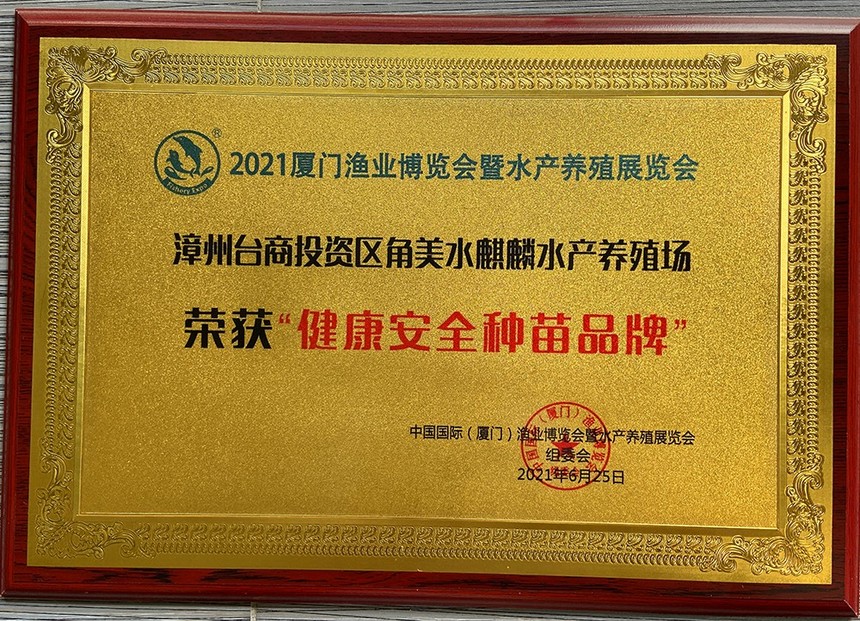 Fishery Expo ®
2021厦门渔业博览会暨水产养殖展览会
漳州台商投资区角美水麒麟水产养殖场
荣获“健康安全种苗品牌”
中国国际（厦门）渔业博览会暨水产养殖展览会
组委会
2021年6月25日